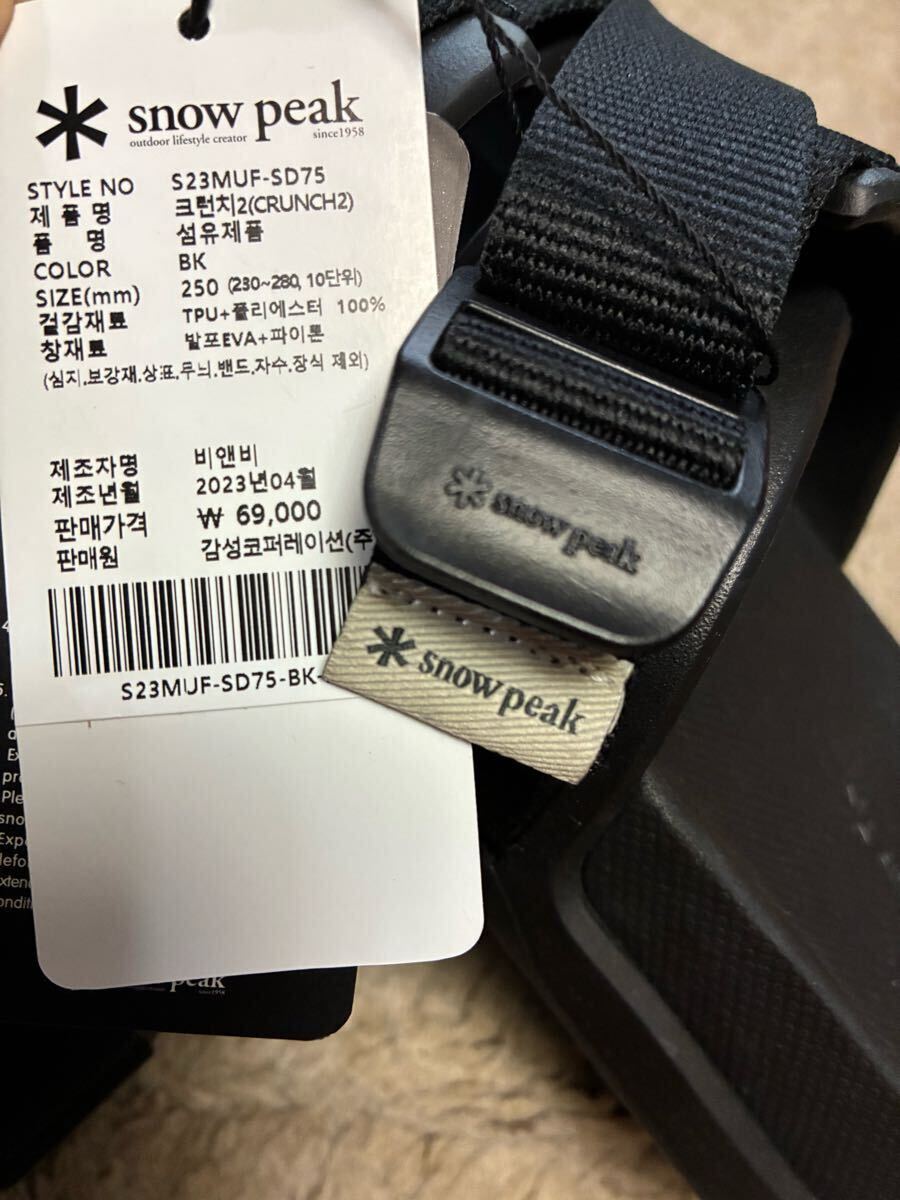 snow peak
outdoor lifestyle creator since1958
STYLE NO S23MUF-SD75
제 품 명 크런치2(CRUNCH2)
품 명 섬유제품
COLOR BK
SIZE(mm) 250 (230~280, 10단위)
겉감재료 TPU+폴리에스터 100%
창재료 발포EVA+파이론
(심지,보강재,상표,무늬,밴드,자수,장식 제외)
제조자명 비앤비
제조년월 2023년04월
판매가격 ₩ 69,000
판매원 감성코퍼레이션(주
S23MUF-SD75-BK-
snow peak
snow peak
peak
since1958